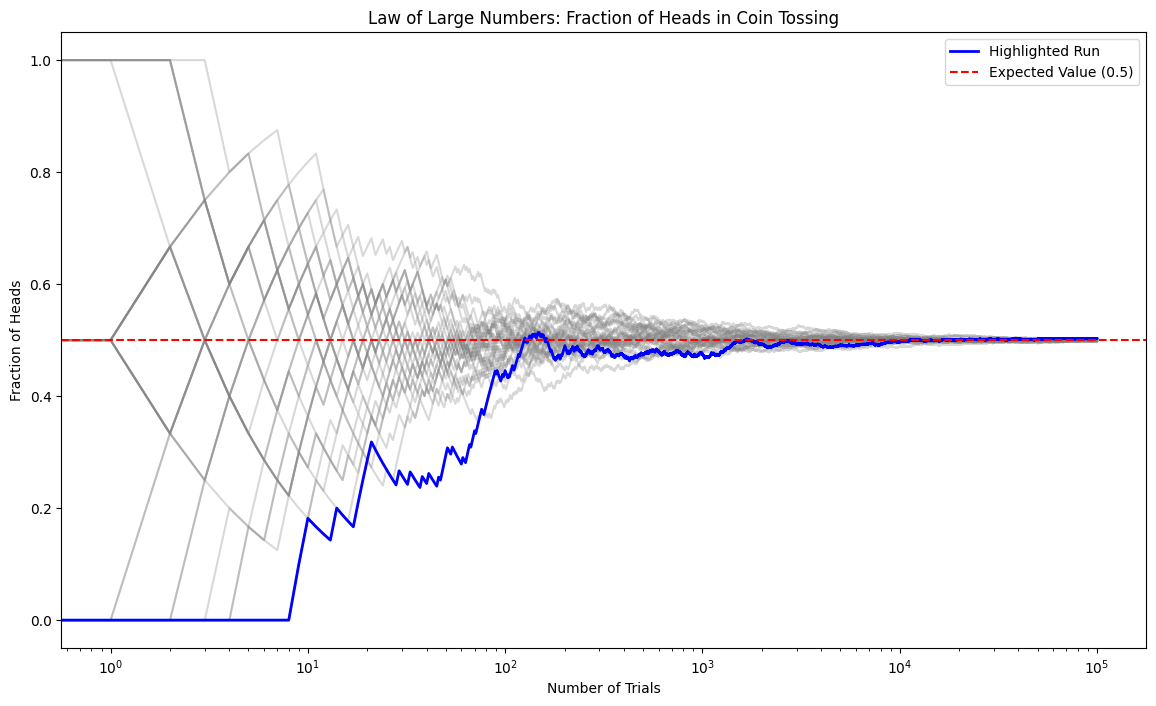 Law of Large Numbers: Fraction of Heads in Coin Tossing
Highlighted Run
Expected Value (0.5)
Fraction of Heads
1.0
0.8
0.6
0.4
0.2
0.0
10⁰
10¹
10²
10³
10⁴
10⁵
Number of Trials